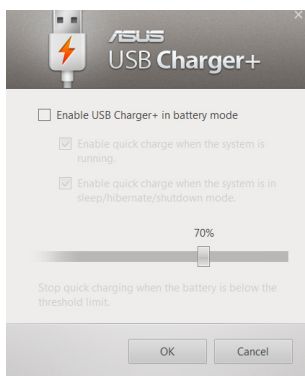 ASUS
USB Charger+
Enable USB Charger+ in battery mode
Enable quick charge when the system is
running.
Enable quick charge when the system is in
sleep/hibernate/shutdown mode.
70%
Stop quick charging when the battery is below the
threshold limit.
OK
Cancel